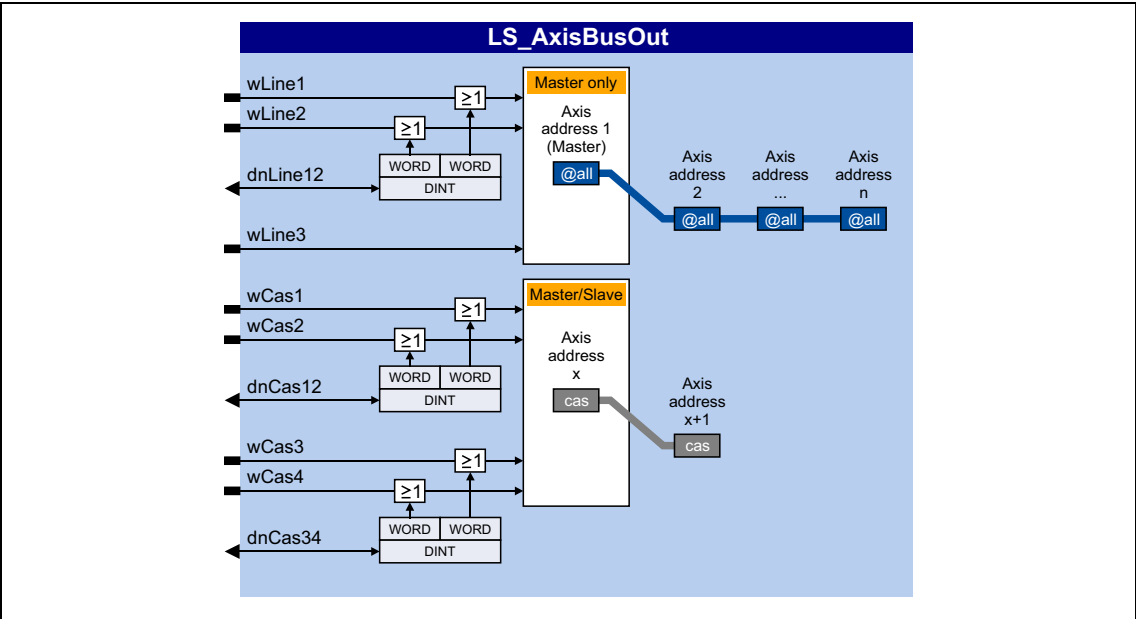 LS_AxisBusOut
wLine1
≥1
wLine2
≥1
WORD WORD
dnLine12
DINT
wLine3
Master only
Axis
address 1
(Master)
@all
Axis
address
2
@all
Axis
address
...
@all
Axis
address
n
@all
wCas1
≥1
wCas2
≥1
WORD WORD
dnCas12
DINT
wCas3
≥1
wCas4
≥1
WORD WORD
dnCas34
DINT
Master/Slave
Axis
address
x
cas
Axis
address
x+1
cas